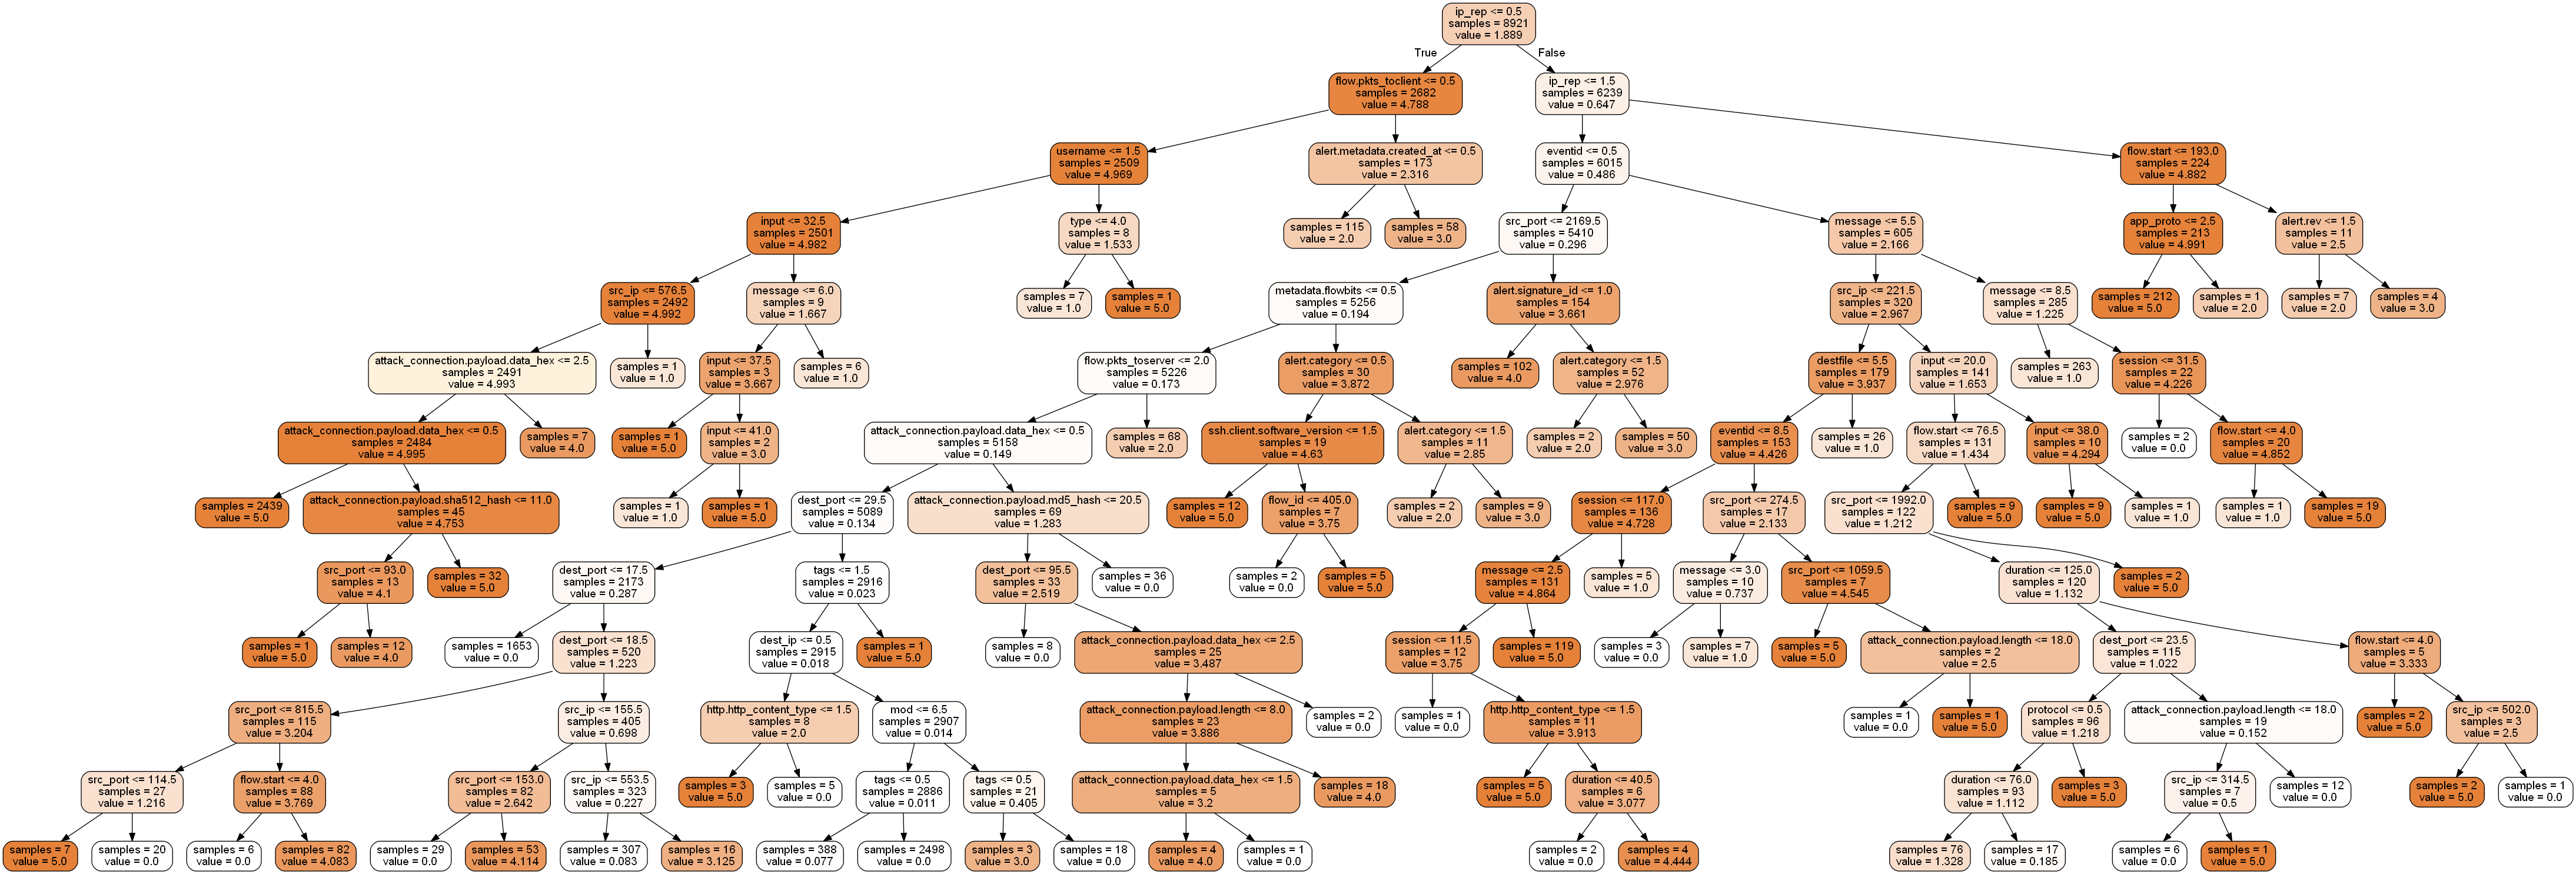 ip_rep <= 0.5
samples = 8921
value = 1.889
True
False
flow.pkts_toclient <= 0.5
samples = 2682
value = 4.788
ip_rep <= 1.5
samples = 6239
value = 0.647
username <= 1.5
samples = 2509
value = 4.969
alert.metadata.created_at <= 0.5
samples = 173
value = 2.316
eventid <= 0.5
samples = 6015
value = 0.486
flow.start <= 193.0
samples = 224
value = 4.882
input <= 32.5
samples = 2501
value = 4.982
type <= 4.0
samples = 8
value = 1.533
samples = 115
value = 2.0
samples = 58
value = 3.0
src_port <= 2169.5
samples = 5410
value = 0.296
message <= 5.5
samples = 605
value = 2.166
app_proto <= 2.5
samples = 213
value = 4.991
alert.rev <= 1.5
samples = 11
value = 2.5
src_ip <= 576.5
samples = 2492
value = 4.992
message <= 6.0
samples = 9
value = 1.667
samples = 7
value = 1.0
samples = 1
value = 5.0
metadata.flowbits <= 0.5
samples = 5256
value = 0.194
alert.signature_id <= 1.0
samples = 154
value = 3.661
src_ip <= 221.5
samples = 320
value = 2.967
message <= 8.5
samples = 285
value = 1.225
samples = 212
value = 5.0
samples = 1
value = 2.0
samples = 7
value = 2.0
samples = 4
value = 3.0
attack_connection.payload.data_hex <= 2.5
samples = 2491
value = 4.993
samples = 1
value = 1.0
input <= 37.5
samples = 3
value = 3.667
samples = 6
value = 1.0
flow.pkts_toserver <= 2.0
samples = 5226
value = 0.173
alert.category <= 0.5
samples = 30
value = 3.872
samples = 102
value = 4.0
alert.category <= 1.5
samples = 52
value = 2.976
destfile <= 5.5
samples = 179
value = 3.937
input <= 20.0
samples = 141
value = 1.653
samples = 263
value = 1.0
session <= 31.5
samples = 22
value = 4.226
attack_connection.payload.data_hex <= 0.5
samples = 2484
value = 4.995
samples = 7
value = 4.0
samples = 1
value = 5.0
input <= 41.0
samples = 2
value = 3.0
attack_connection.payload.data_hex <= 0.5
samples = 5158
value = 0.149
samples = 68
value = 2.0
ssh.client.software_version <= 1.5
samples = 19
value = 4.63
alert.category <= 1.5
samples = 11
value = 2.85
samples = 2
value = 2.0
samples = 50
value = 3.0
eventid <= 8.5
samples = 153
value = 4.426
samples = 26
value = 1.0
flow.start <= 76.5
samples = 131
value = 1.434
input <= 38.0
samples = 10
value = 4.294
samples = 2
value = 0.0
flow.start <= 4.0
samples = 20
value = 4.852
samples = 2439
value = 5.0
attack_connection.payload.sha512_hash <= 11.0
samples = 45
value = 4.753
samples = 1
value = 1.0
samples = 1
value = 5.0
dest_port <= 29.5
samples = 5089
value = 0.134
attack_connection.payload.md5_hash <= 20.5
samples = 69
value = 1.283
samples = 12
value = 5.0
flow_id <= 405.0
samples = 7
value = 3.75
samples = 2
value = 2.0
samples = 9
value = 3.0
session <= 117.0
samples = 136
value = 4.728
src_port <= 274.5
samples = 17
value = 2.133
src_port <= 1992.0
samples = 122
value = 1.212
samples = 9
value = 5.0
samples = 9
value = 5.0
samples = 1
value = 1.0
samples = 1
value = 1.0
samples = 19
value = 5.0
src_port <= 93.0
samples = 13
value = 4.1
samples = 32
value = 5.0
dest_port <= 17.5
samples = 2173
value = 0.287
tags <= 1.5
samples = 2916
value = 0.023
dest_port <= 95.5
samples = 33
value = 2.519
samples = 36
value = 0.0
samples = 2
value = 0.0
samples = 5
value = 5.0
message <= 2.5
samples = 131
value = 4.864
samples = 5
value = 1.0
message <= 3.0
samples = 10
value = 0.737
src_port <= 1059.5
samples = 7
value = 4.545
duration <= 125.0
samples = 120
value = 1.132
samples = 2
value = 5.0
samples = 1
value = 5.0
samples = 12
value = 4.0
samples = 1653
value = 0.0
dest_port <= 18.5
samples = 520
value = 1.223
dest_ip <= 0.5
samples = 2915
value = 0.018
samples = 1
value = 5.0
samples = 8
value = 0.0
attack_connection.payload.data_hex <= 2.5
samples = 25
value = 3.487
session <= 11.5
samples = 12
value = 3.75
samples = 119
value = 5.0
samples = 3
value = 0.0
samples = 7
value = 1.0
samples = 5
value = 5.0
attack_connection.payload.length <= 18.0
samples = 2
value = 2.5
dest_port <= 23.5
samples = 115
value = 1.022
flow.start <= 4.0
samples = 5
value = 3.333
src_port <= 815.5
samples = 115
value = 3.204
src_ip <= 155.5
samples = 405
value = 0.698
http.http_content_type <= 1.5
samples = 8
value = 2.0
mod <= 6.5
samples = 2907
value = 0.014
attack_connection.payload.length <= 8.0
samples = 23
value = 3.886
samples = 2
value = 0.0
samples = 1
value = 0.0
http.http_content_type <= 1.5
samples = 11
value = 3.913
samples = 1
value = 0.0
samples = 1
value = 5.0
protocol <= 0.5
samples = 96
value = 1.218
attack_connection.payload.length <= 18.0
samples = 19
value = 0.152
samples = 2
value = 5.0
src_ip <= 502.0
samples = 3
value = 2.5
src_port <= 114.5
samples = 27
value = 1.216
flow.start <= 4.0
samples = 88
value = 3.769
src_port <= 153.0
samples = 82
value = 2.642
src_ip <= 553.5
samples = 323
value = 0.227
samples = 3
value = 5.0
samples = 5
value = 0.0
tags <= 0.5
samples = 2886
value = 0.011
tags <= 0.5
samples = 21
value = 0.405
attack_connection.payload.data_hex <= 1.5
samples = 5
value = 3.2
samples = 18
value = 4.0
samples = 5
value = 5.0
duration <= 40.5
samples = 6
value = 3.077
duration <= 76.0
samples = 93
value = 1.112
samples = 3
value = 5.0
src_ip <= 314.5
samples = 7
value = 0.5
samples = 12
value = 0.0
samples = 2
value = 5.0
samples = 1
value = 0.0
samples = 7
value = 5.0
samples = 20
value = 0.0
samples = 6
value = 0.0
samples = 82
value = 4.083
samples = 29
value = 0.0
samples = 53
value = 4.114
samples = 307
value = 0.083
samples = 16
value = 3.125
samples = 388
value = 0.077
samples = 2498
value = 0.0
samples = 3
value = 3.0
samples = 18
value = 0.0
samples = 4
value = 4.0
samples = 1
value = 0.0
samples = 2
value = 0.0
samples = 4
value = 4.444
samples = 76
value = 1.328
samples = 17
value = 0.185
samples = 6
value = 0.0
samples = 1
value = 5.0